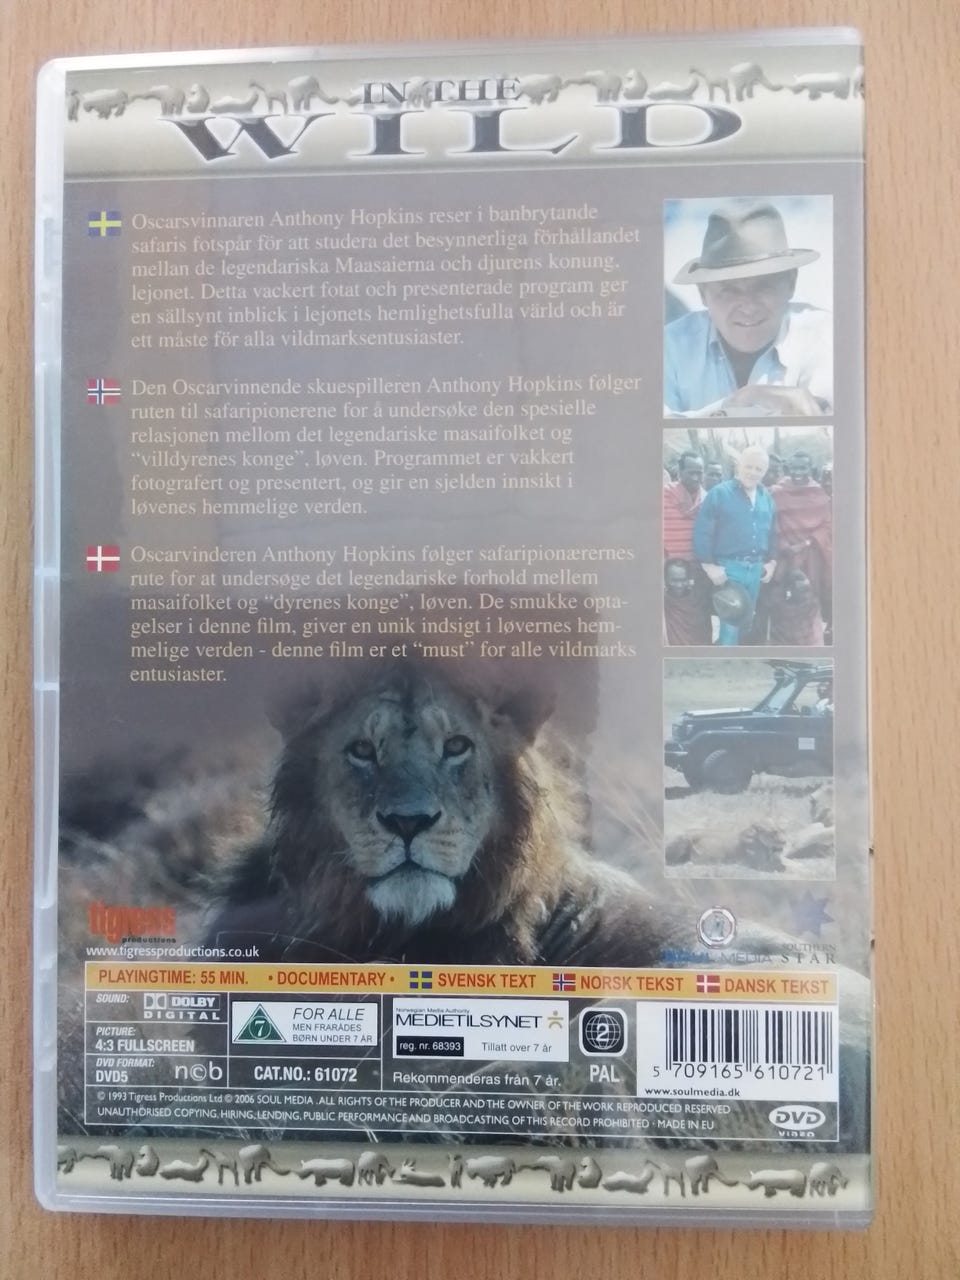 IN THE
WILD
Oscarsvinnaren Anthony Hopkins reser i banbrytande
safaris fotspår för att studera det besynnerliga förhållandet
mellan de legendariska Maasaierna och djurens konung,
lejonet. Detta vackert fotat och presenterade program ger
en sällsynt inblick i lejonets hemlighetsfulla värld och är
ett måste för alla vildmarksentusiaster.
Den Oscarvinnende skuespilleren Anthony Hopkins følger
ruten til safaripionerene for å undersøke den spesielle
relasjonen mellom det legendariske masaifolket og
“villdyrenes konge”, løven. Programmet er vakkert
fotografert og presentert, og gir en sjelden innsikt i
løvenes hemmelige verden.
Oscarvinderen Anthony Hopkins følger safaripionærernes
rute for at undersøge det legendariske forhold mellem
masaifolket og “dyrenes konge”, løven. De smukke opta-
gelser i denne film, giver en unik indsigt i løvernes hem-
melige verden - denne film er et “must” for alle vildmarks
entusiaster.
tigress
productions
www.tigressproductions.co.uk
SOUL MEDIA
SOUTHERN
STAR
PLAYINGTIME: 55 MIN. • DOCUMENTARY • SVENSK TEXT NORSK TEKST DANSK TEKST
SOUND: DOLBY
DIGITAL
PICTURE:
4:3 FULLSCREEN
DVD FORMAT:
DVD5
ncb
7
FOR ALLE
MEN FRARÅDES
BØRN UNDER 7 ÅR
CAT.NO.: 61072
Norwegian Media Authority
MEDIETILSYNET
reg. nr. 68393 Tillatt over 7 år
Rekommenderas från 7 år.
2
PAL
5 709165 610721
www.soulmedia.dk
© 1993 Tigress Productions Ltd © 2006 SOUL MEDIA . ALL RIGHTS OF THE PRODUCER AND THE OWNER OF THE WORK REPRODUCED RESERVED
UNAUTHORISED COPYING, HIRING, LENDING, PUBLIC PERFORMANCE AND BROADCASTING OF THIS RECORD PROHIBITED · MADE IN EU
DVD
VIDEO